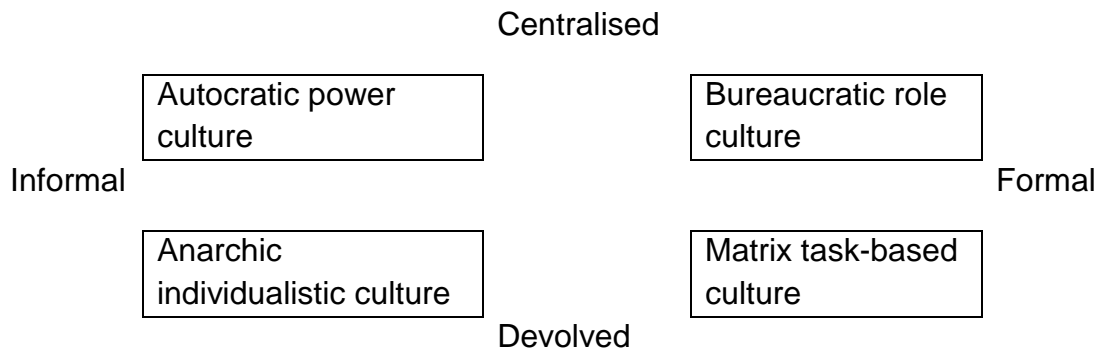 Centralised
Autocratic power
culture
Bureaucratic role
culture
Informal
Formal
Anarchic
individualistic culture
Matrix task-based
culture
Devolved